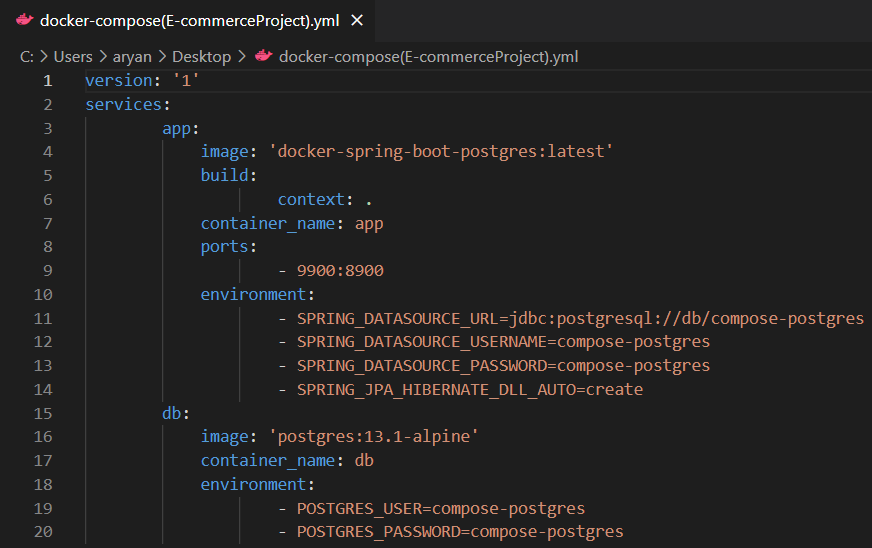 docker-compose(E-commerceProject).yml ✕
C: > Users > aryan > Desktop > docker-compose(E-commerceProject).yml
1 version: '1'
2 services:
3 app:
4 image: 'docker-spring-boot-postgres:latest'
5 build:
6 context: .
7 container_name: app
8 ports:
9 - 9900:8900
10 environment:
11 - SPRING_DATASOURCE_URL=jdbc:postgresql://db/compose-postgres
12 - SPRING_DATASOURCE_USERNAME=compose-postgres
13 - SPRING_DATASOURCE_PASSWORD=compose-postgres
14 - SPRING_JPA_HIBERNATE_DLL_AUTO=create
15 db:
16 image: 'postgres:13.1-alpine'
17 container_name: db
18 environment:
19 - POSTGRES_USER=compose-postgres
20 - POSTGRES_PASSWORD=compose-postgres